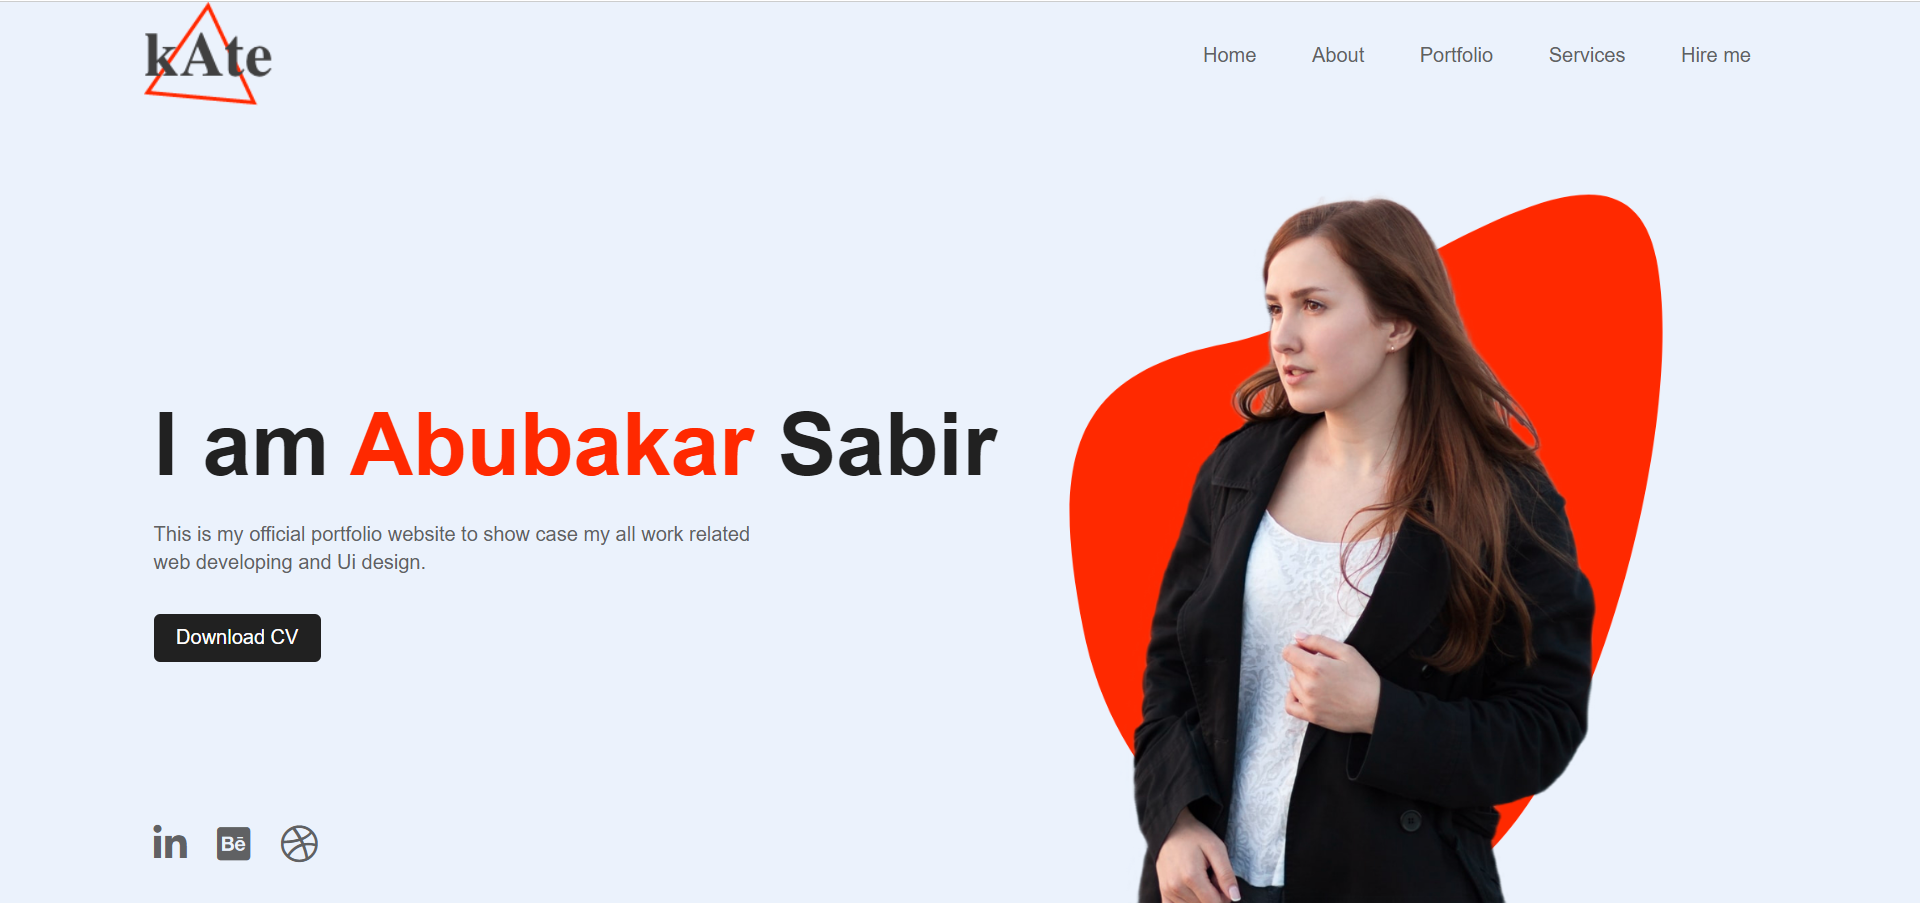 kAte
Home About Portfolio Services Hire me
I am Abubakar Sabir
This is my official portfolio website to show case my all work related
web developing and Ui design.
Download CV
in Bē